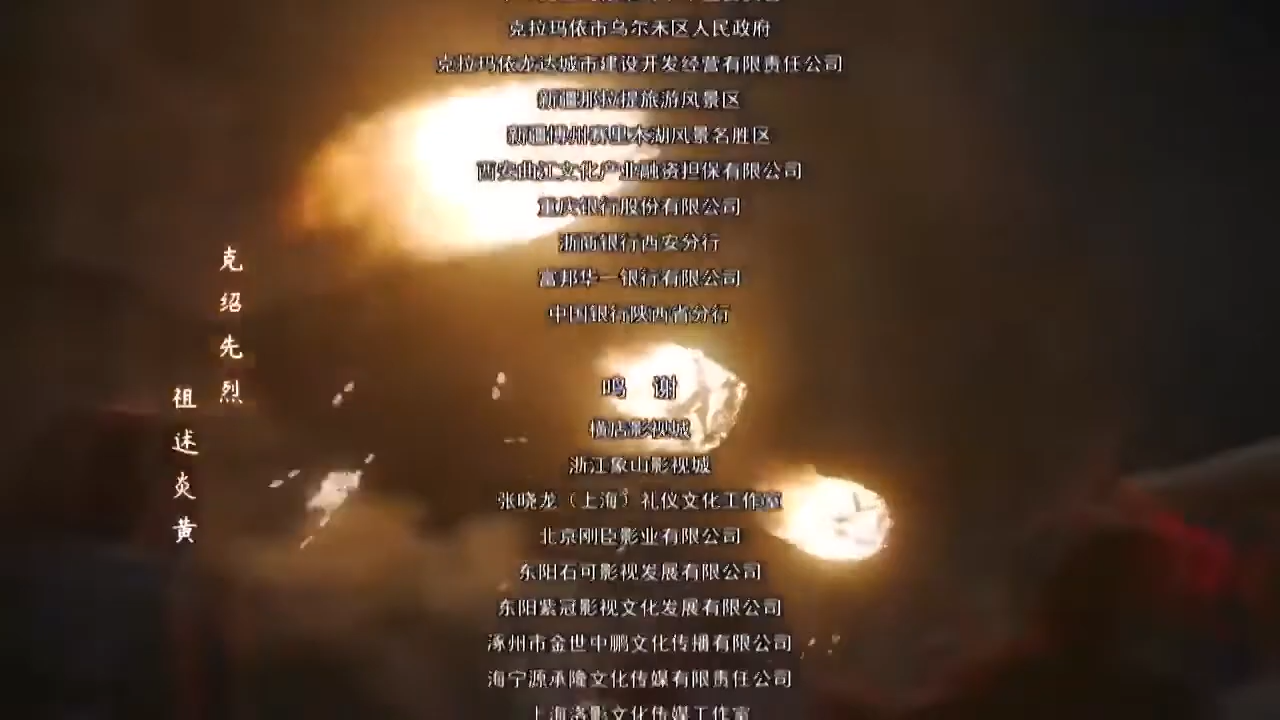 克拉玛依市乌尔禾区人民政府
克拉玛依龙达城市建设开发经营有限责任公司
新疆那拉提旅游风景区
新疆博州赛里木湖风景名胜区
西安曲江文化产业融资担保有限公司
重庆银行股份有限公司
浙商银行西安分行
富邦华一银行有限公司
中国银行陕西省分行
鸣 谢
横店影视城
浙江象山影视城
张晓龙（上海）礼仪文化工作室
北京刚臣影业有限公司
东阳石可影视发展有限公司
东阳紫冠影视文化发展有限公司
涿州市金世中鹏文化传播有限公司
海宁源承隆文化传媒有限责任公司
上海洛影文化传媒工作室
克绍先烈
祖述炎黄